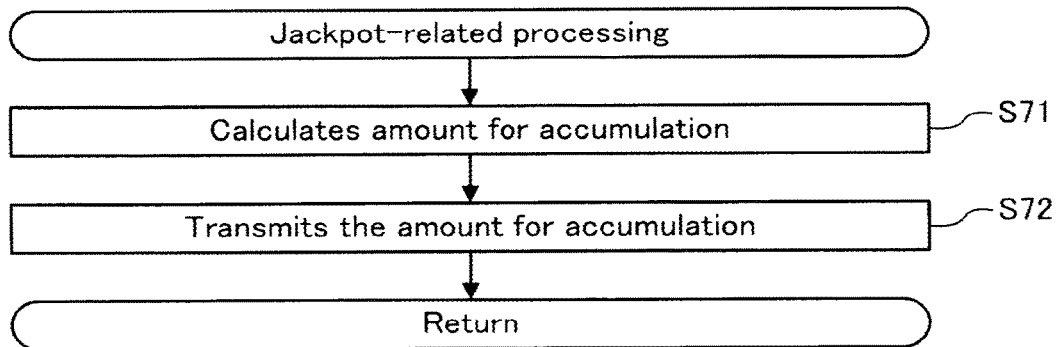 Jackpot-related processing
Calculates amount for accumulation
S71
Transmits the amount for accumulation
S72
Return